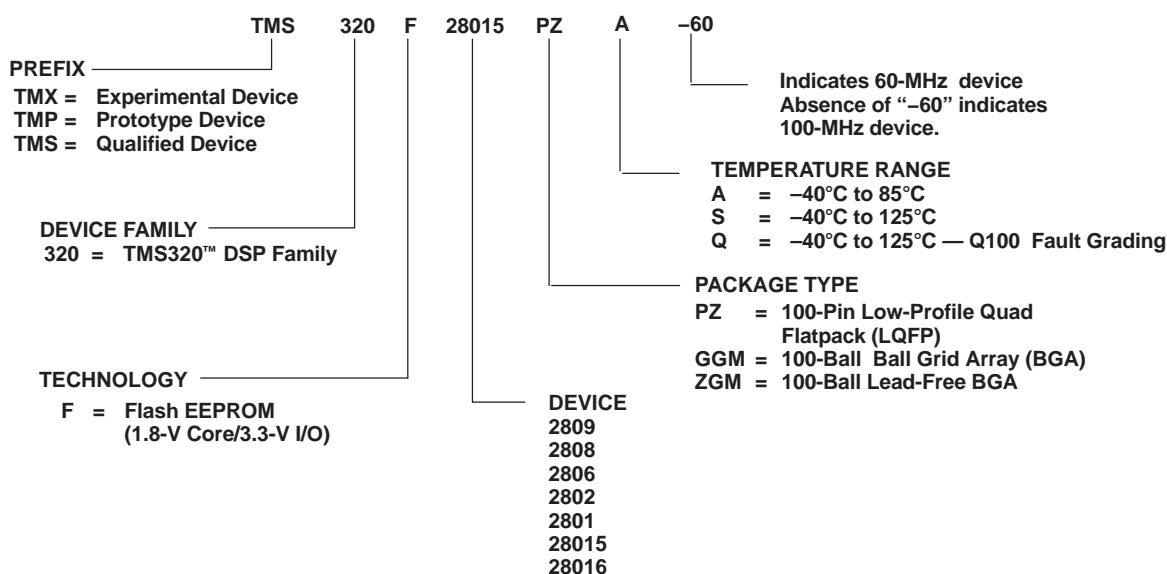 TMS 320 F 28015 PZ A –60
PREFIX
TMX = Experimental Device
TMP = Prototype Device
TMS = Qualified Device
Indicates 60-MHz device
Absence of “–60” indicates
100-MHz device.
TEMPERATURE RANGE
A = –40°C to 85°C
S = –40°C to 125°C
Q = –40°C to 125°C — Q100 Fault Grading
DEVICE FAMILY
320 = TMS320™ DSP Family
PACKAGE TYPE
PZ = 100-Pin Low-Profile Quad
Flatpack (LQFP)
GGM = 100-Ball Ball Grid Array (BGA)
ZGM = 100-Ball Lead-Free BGA
TECHNOLOGY
F = Flash EEPROM
(1.8-V Core/3.3-V I/O)
DEVICE
2809
2808
2806
2802
2801
28015
28016